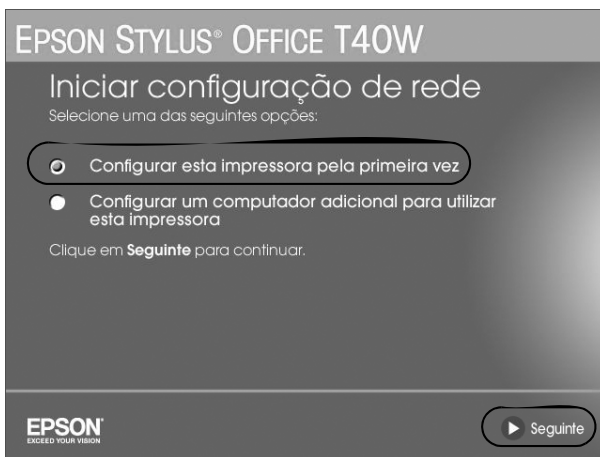 EPSON STYLUS® OFFICE T40W
Iniciar configuração de rede
Selecione uma das seguintes opções:
Configurar esta impressora pela primeira vez
Configurar um computador adicional para utilizar
esta impressora
Clique em Seguinte para continuar.
EPSON®
EXCEED YOUR VISION
Seguinte